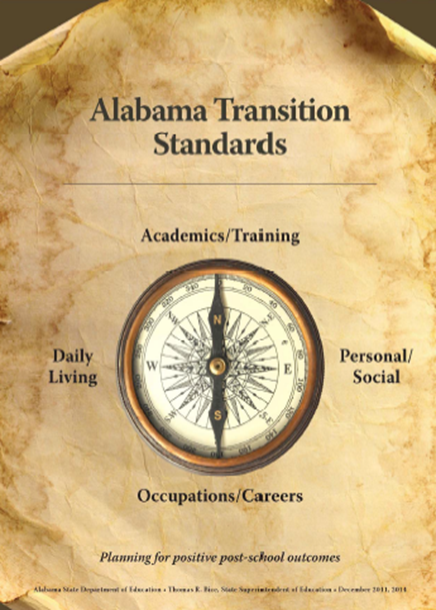 Alabama Transition
Standards
Academics/Training
N
W
E
S
Daily
Living
Personal/
Social
Occupations/Careers
Planning for positive post-school outcomes
Alabama State Department of Education • Thomas R. Bice, State Superintendent of Education • December 2011, 2011